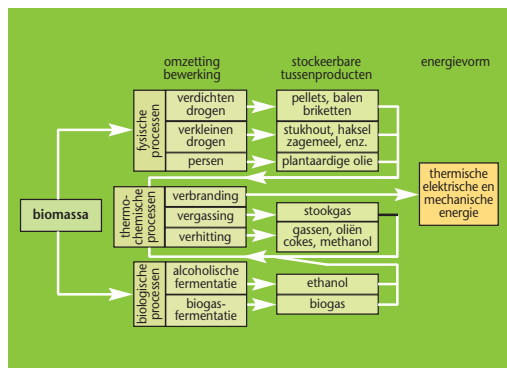 omzetting
bewerking
stockeerbare
tussenproducten
energievorm
biomassa
fysische
processen
verdichten
drogen
pellets, balen
briketten
verkleinen
drogen
stukhout, haksel
zagemeel, enz.
persen
plantaardige olie
thermo-
chemische
processen
verbranding
vergassing
stookgas
verhitting
gassen, oliën
cokes, methanol
thermische
elektrische en
mechanische
energie
biologische
processen
alcoholische
fermentatie
ethanol
biogas-
fermentatie
biogas